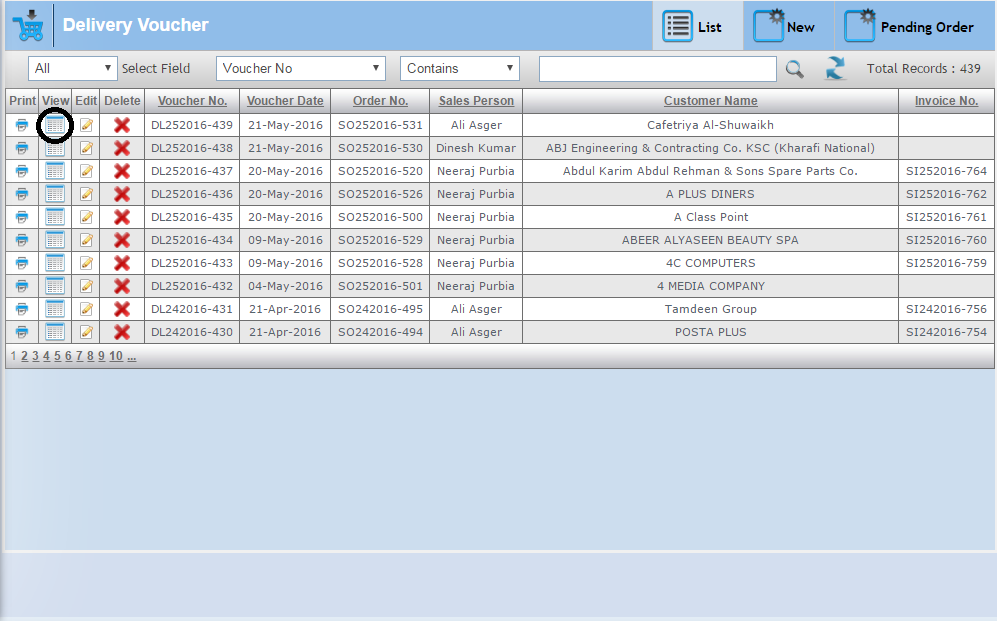 Delivery Voucher List New Pending Order
All Select Field Voucher No Contains Total Records : 439
Print View Edit Delete Voucher No. Voucher Date Order No. Sales Person Customer Name Invoice No.
DL252016-439 21-May-2016 SO252016-531 Ali Asger Cafetriya Al-Shuwaikh
DL252016-438 21-May-2016 SO252016-530 Dinesh Kumar ABJ Engineering & Contracting Co. KSC (Kharafi National)
DL252016-437 20-May-2016 SO252016-520 Neeraj Purbia Abdul Karim Abdul Rehman & Sons Spare Parts Co. SI252016-764
DL252016-436 20-May-2016 SO252016-526 Neeraj Purbia A PLUS DINERS SI252016-762
DL252016-435 20-May-2016 SO252016-500 Neeraj Purbia A Class Point SI252016-761
DL252016-434 09-May-2016 SO252016-529 Neeraj Purbia ABEER ALYASEEN BEAUTY SPA SI252016-760
DL252016-433 09-May-2016 SO252016-528 Neeraj Purbia 4C COMPUTERS SI252016-759
DL252016-432 04-May-2016 SO252016-501 Neeraj Purbia 4 MEDIA COMPANY
DL242016-431 21-Apr-2016 SO242016-495 Ali Asger Tamdeen Group SI242016-756
DL242016-430 21-Apr-2016 SO242016-494 Ali Asger POSTA PLUS SI242016-754
1 2 3 4 5 6 7 8 9 10 ...